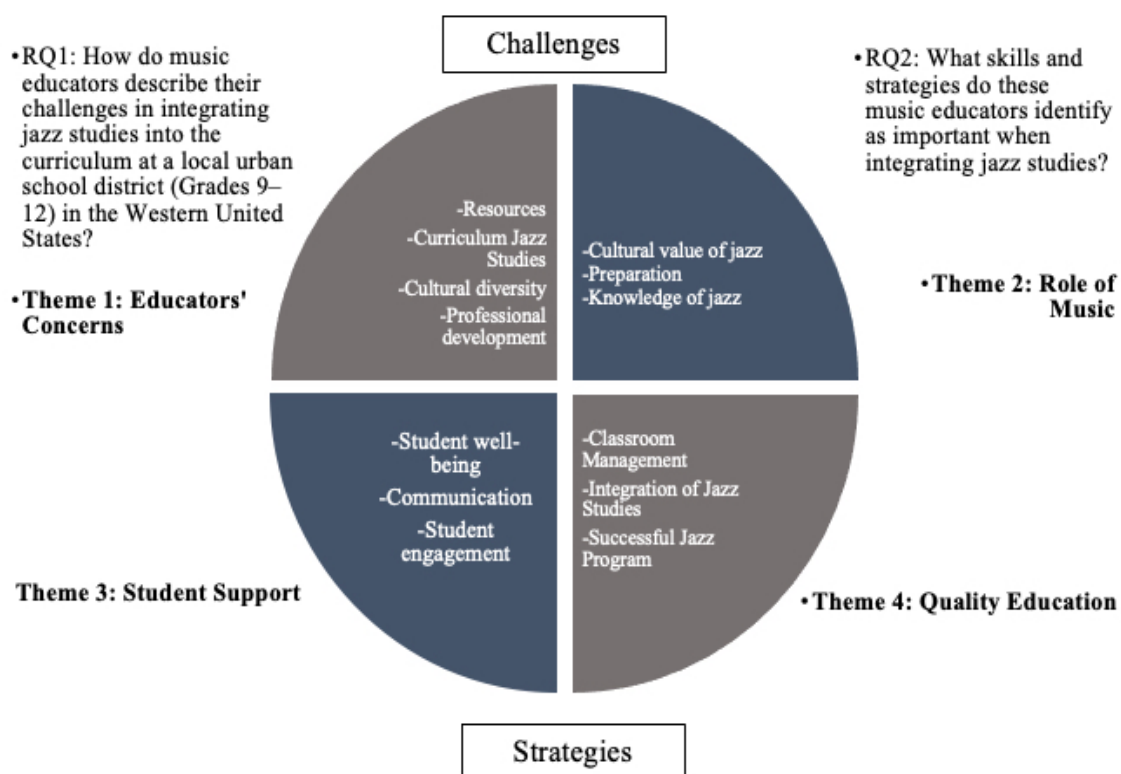 Challenges
•RQ1: How do music
educators describe their
challenges in integrating
jazz studies into the
curriculum at a local urban
school district (Grades 9–
12) in the Western United
States?
• Theme 1: Educators'
Concerns
•RQ2: What skills and
strategies do these
music educators identify
as important when
integrating jazz studies?
• Theme 2: Role of
Music
-Resources
-Curriculum Jazz
Studies
-Cultural diversity
-Professional
development
-Cultural value of jazz
-Preparation
-Knowledge of jazz
-Student well-
being
-Communication
-Student
engagement
-Classroom
Management
-Integration of Jazz
Studies
-Successful Jazz
Program
Theme 3: Student Support
• Theme 4: Quality Education
Strategies